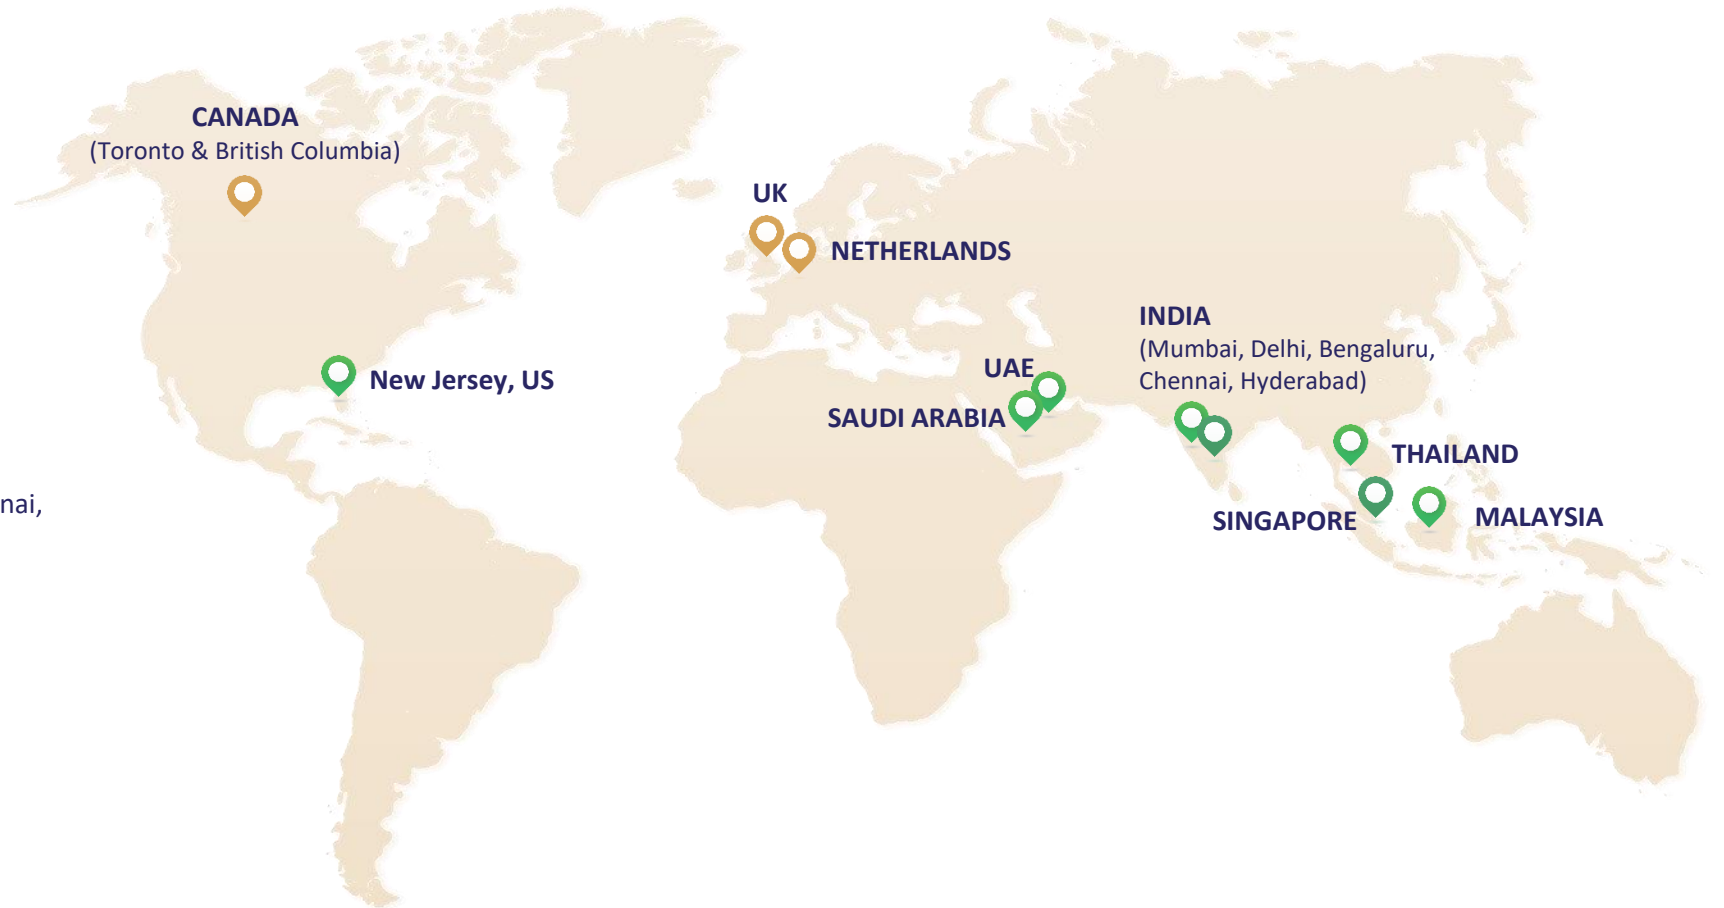 CANADA
(Toronto & British Columbia)
UK
NETHERLANDS
INDIA
(Mumbai, Delhi, Bengaluru,
Chennai, Hyderabad)
UAE
New Jersey, US
SAUDI ARABIA
THAILAND
nai,
SINGAPORE
MALAYSIA